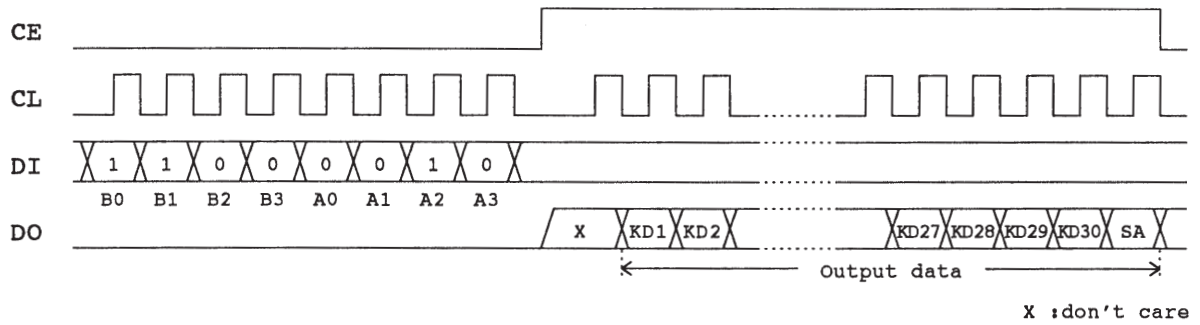 CE
CL
DI 1 1 0 0 0 0 1 0
B0 B1 B2 B3 A0 A1 A2 A3
DO X KD1 KD2 KD27 KD28 KD29 KD30 SA
Output data
X :don't care